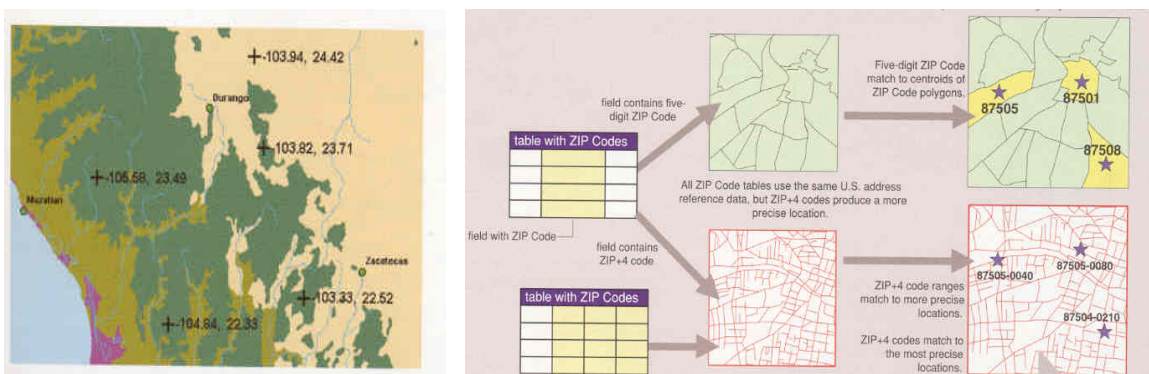 -103.94, 24.42
Durango
-103.82, 23.71
-105.58, 23.49
Mazatlan
Zacatecas
-103.33, 22.52
-104.84, 22.33
Five-digit ZIP Code
match to centroids of
ZIP Code polygons.
87505
87501
87508
field contains five-
digit ZIP Code
table with ZIP Codes
All ZIP Code tables use the same U.S. address
reference data, but ZIP+4 codes produce a more
precise location.
field with ZIP Code
field contains
ZIP+4 code
87505-0040
87505-0080
ZIP+4 code ranges
match to more precise
locations.
87504-0210
table with ZIP Codes
ZIP+4 codes match to
the most precise
locations.